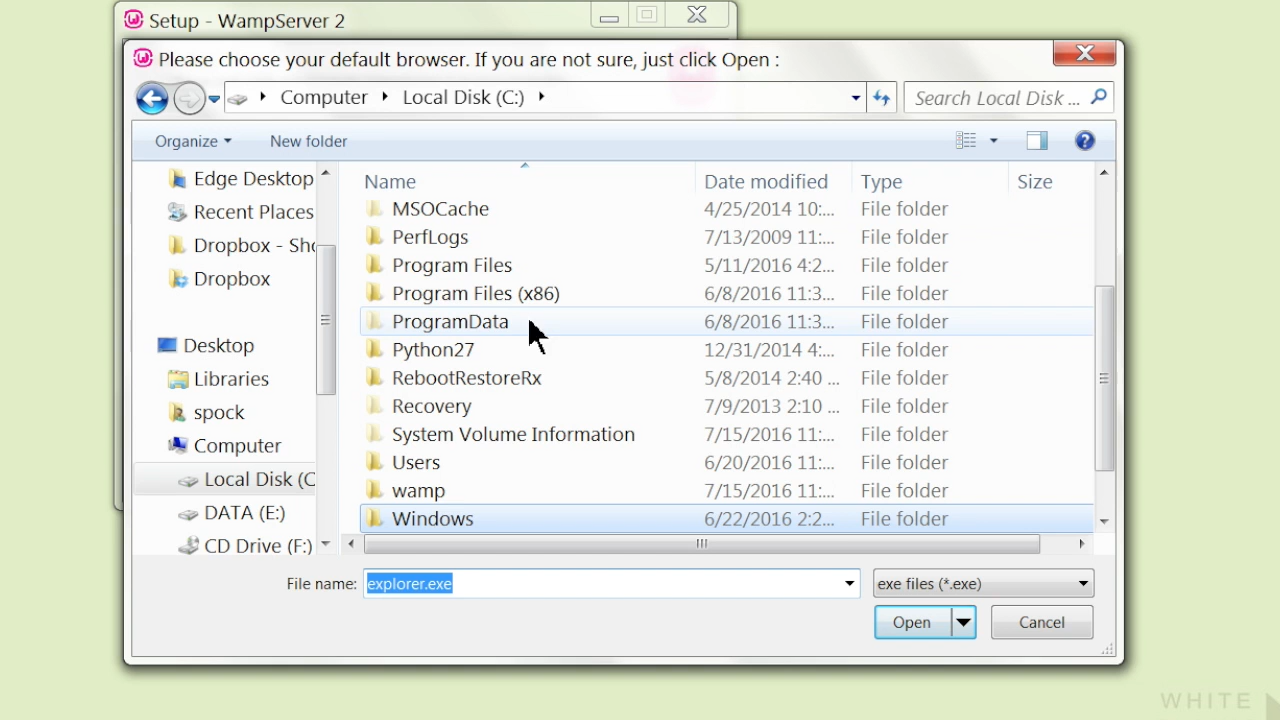 Setup - WampServer 2
Please choose your default browser. If you are not sure, just click Open :
Computer Local Disk (C:)
Search Local Disk ...
Organize New folder
Name Date modified Type Size
Edge Desktop
Recent Places
Dropbox - Sho
Dropbox
Desktop
Libraries
spock
Computer
Local Disk (C
DATA (E:)
CD Drive (F:)
MSOCache 4/25/2014 10:... File folder
PerfLogs 7/13/2009 11:... File folder
Program Files 5/11/2016 4:2... File folder
Program Files (x86) 6/8/2016 11:3... File folder
ProgramData 6/8/2016 11:3... File folder
Python27 12/31/2014 4:... File folder
RebootRestoreRx 5/8/2014 2:40 ... File folder
Recovery 7/9/2013 2:10 ... File folder
System Volume Information 7/15/2016 11:... File folder
Users 6/20/2016 11:... File folder
wamp 7/15/2016 11:... File folder
Windows 6/22/2016 2:2... File folder
File name: explorer.exe exe files (*.exe)
Open Cancel
WHITE